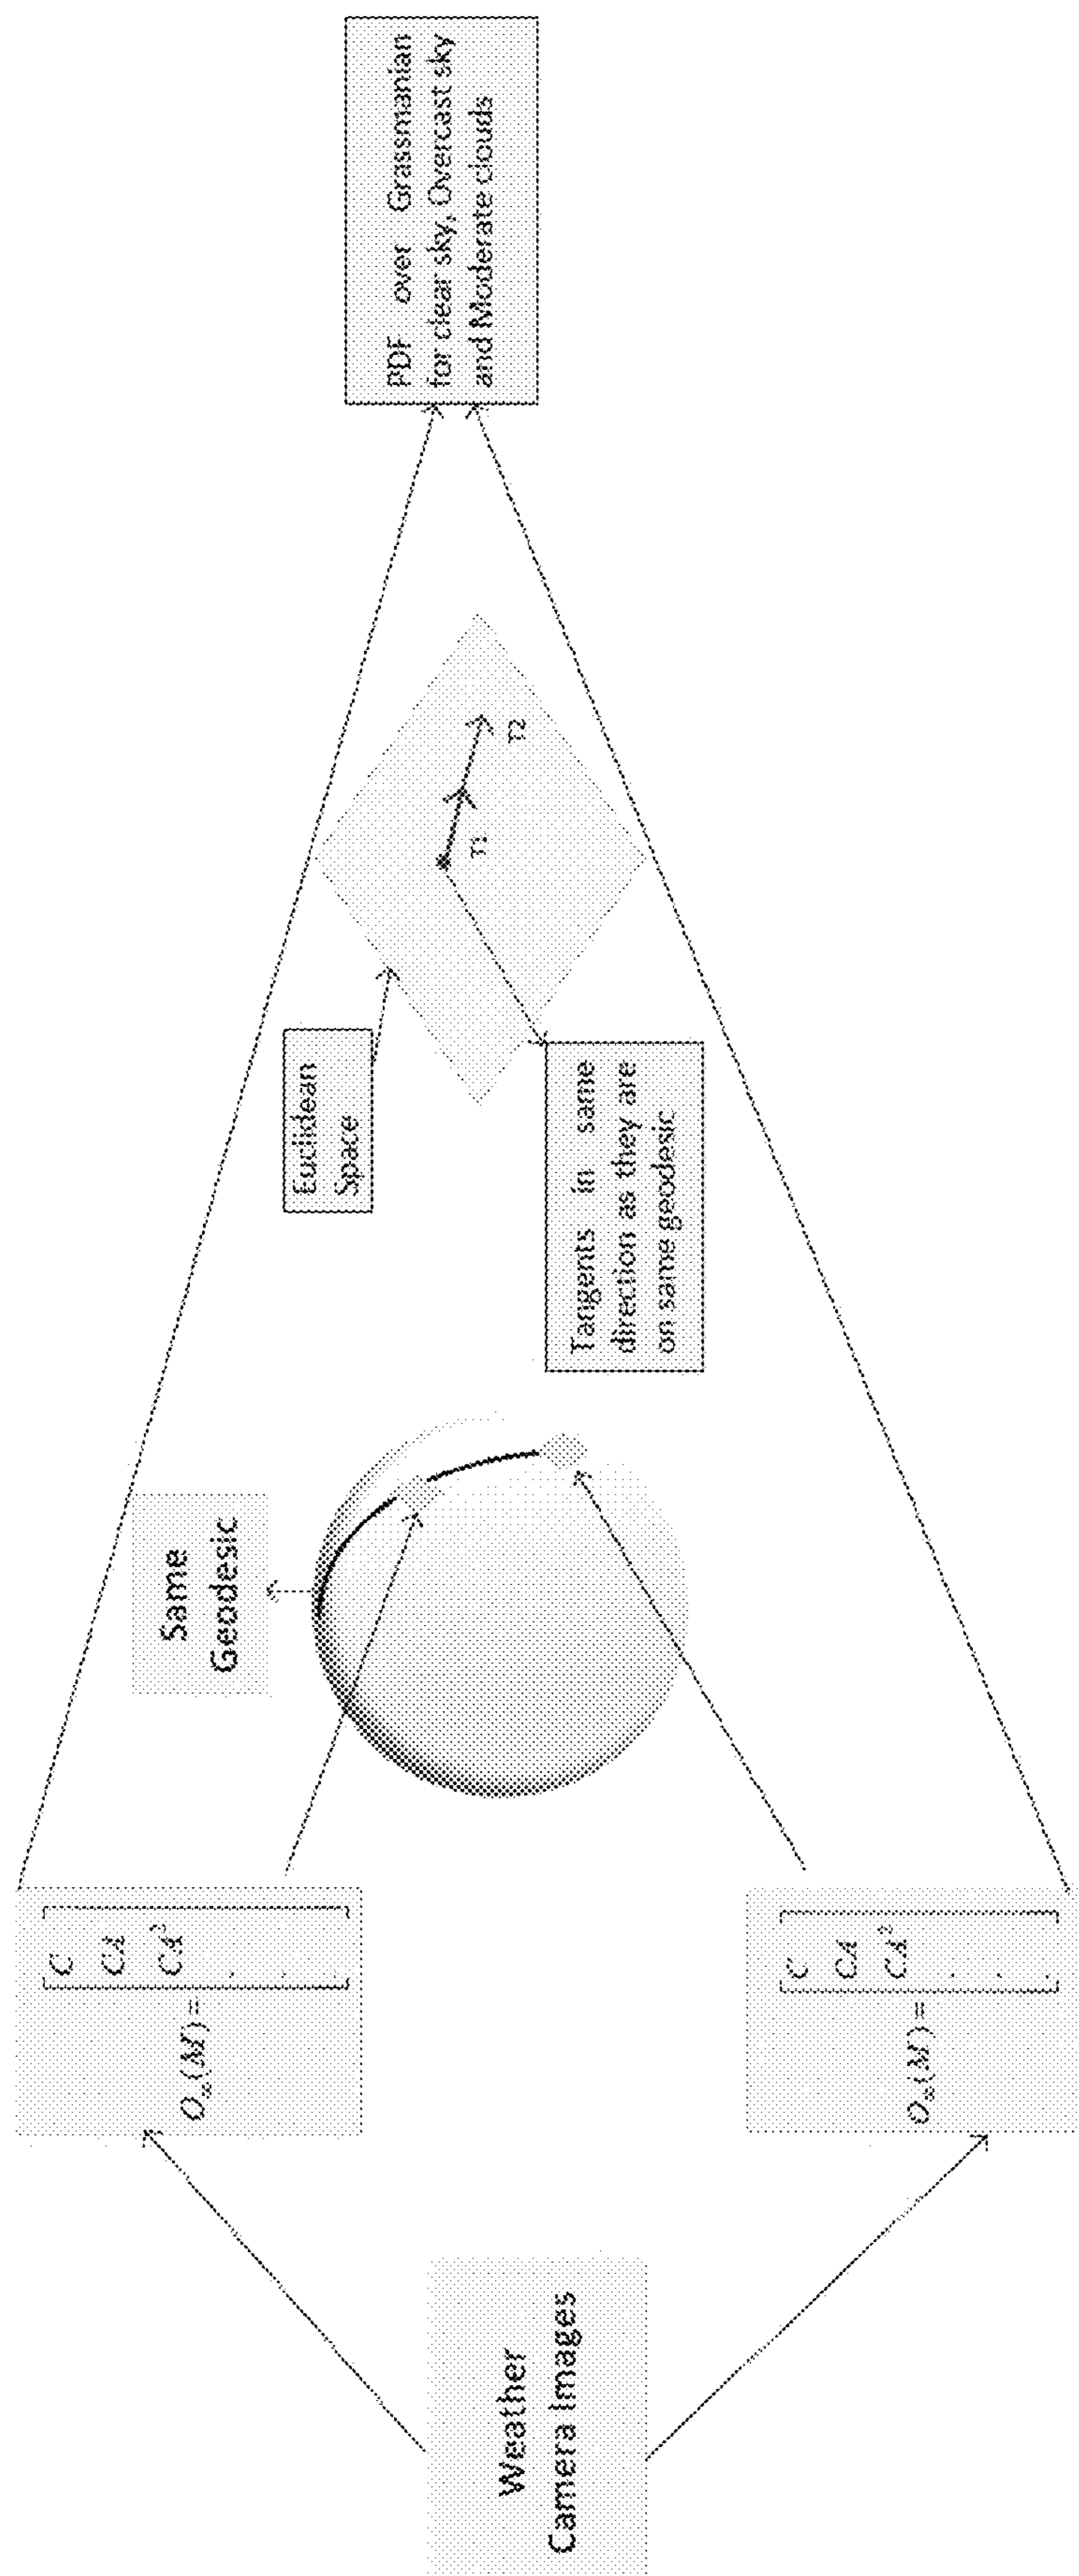 Weather
Camera Images
O∞(M) =
C
CA
CA²
.
.
.
O∞(M) =
C
CA
CA²
.
.
.
Same
Geodesic
Euclidean
Space
T1
T2
Tangents in same
direction as they are
on same geodesic
PDF over Grassmanian
for clear sky, Overcast sky
and Moderate clouds